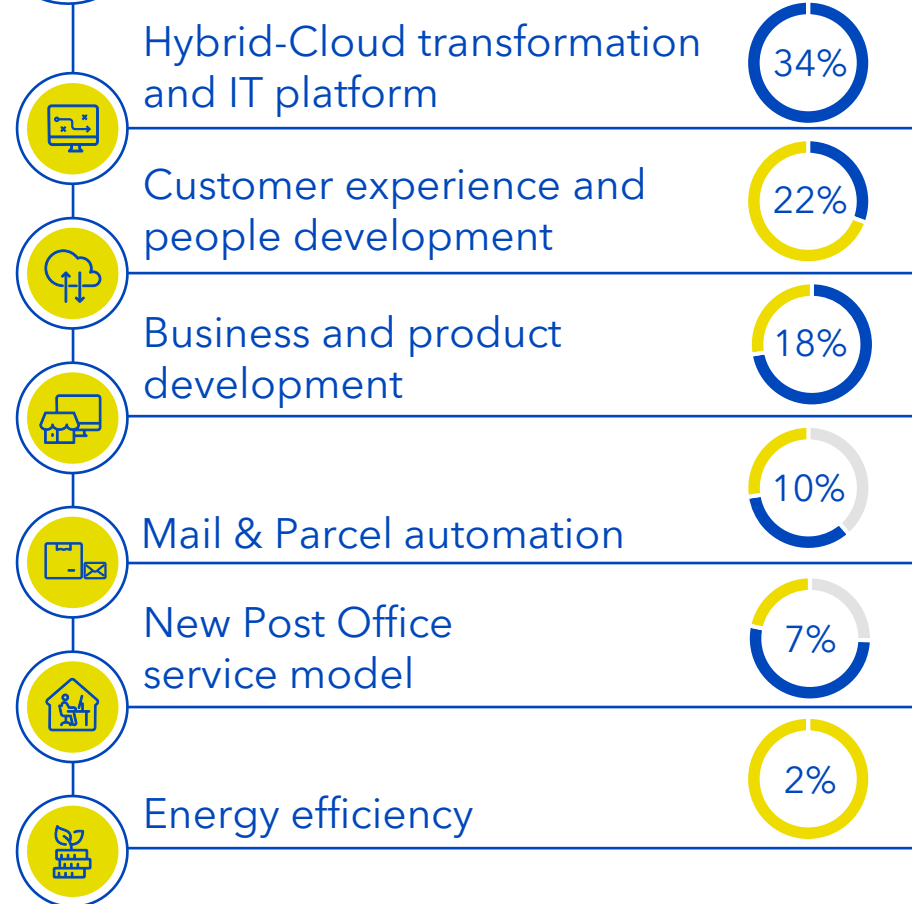 Hybrid-Cloud transformation
and IT platform
34%
Customer experience and
people development
22%
Business and product
development
18%
10%
Mail & Parcel automation
New Post Office
service model
7%
2%
Energy efficiency